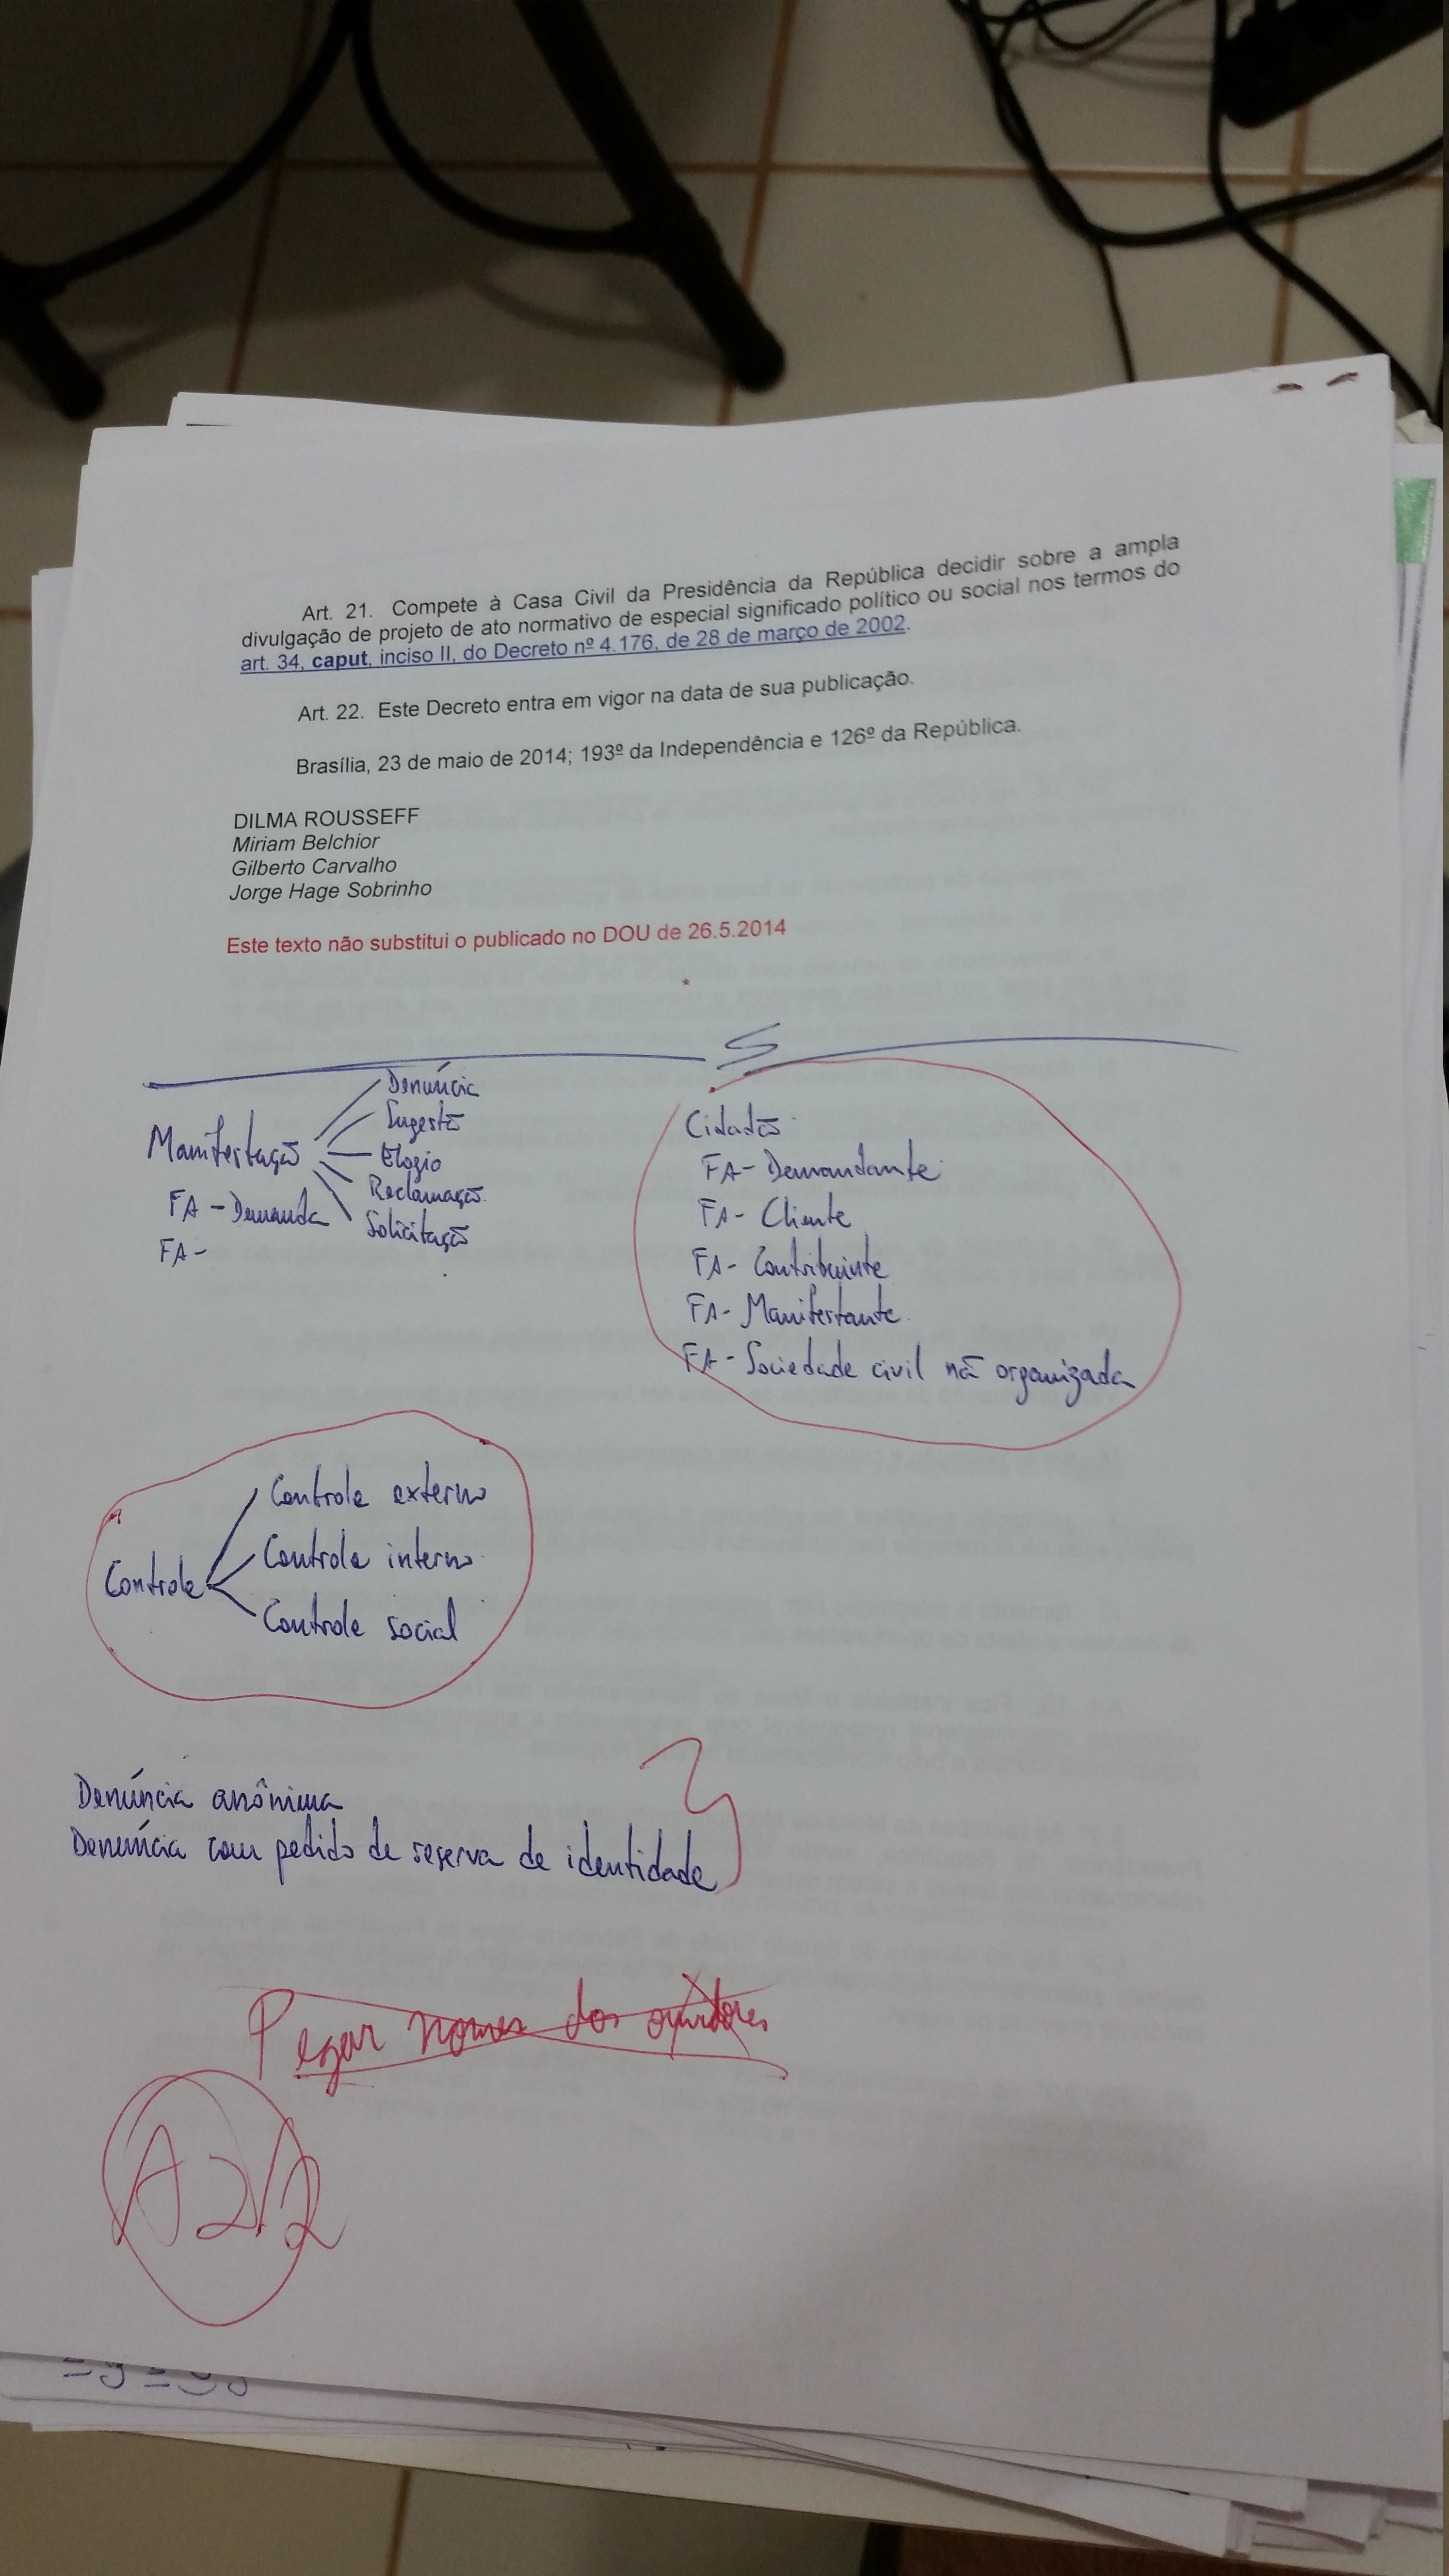 Art. 21. Compete à Casa Civil da Presidência da República decidir sobre a ampla
divulgação de projeto de ato normativo de especial significado político ou social nos termos do
art. 34, caput, inciso II, do Decreto nº 4.176, de 28 de março de 2002.
Art. 22. Este Decreto entra em vigor na data de sua publicação.
Brasília, 23 de maio de 2014; 193º da Independência e 126º da República.
DILMA ROUSSEFF
Miriam Belchior
Gilberto Carvalho
Jorge Hage Sobrinho
Este texto não substitui o publicado no DOU de 26.5.2014
Manifestação
FA - Demanda
FA -
Denúncia
Sugestão
Elogio
Reclamação
Solicitação
Cidadão
FA - Demandante
FA - Cliente
FA - Contribuinte
FA - Manifestante
FA - Sociedade civil não organizada
Controle
Controle externo
Controle interno
Controle social
Denúncia anônima
Denúncia com pedido de reserva de identidade
Pegar nomes dos ouvidores